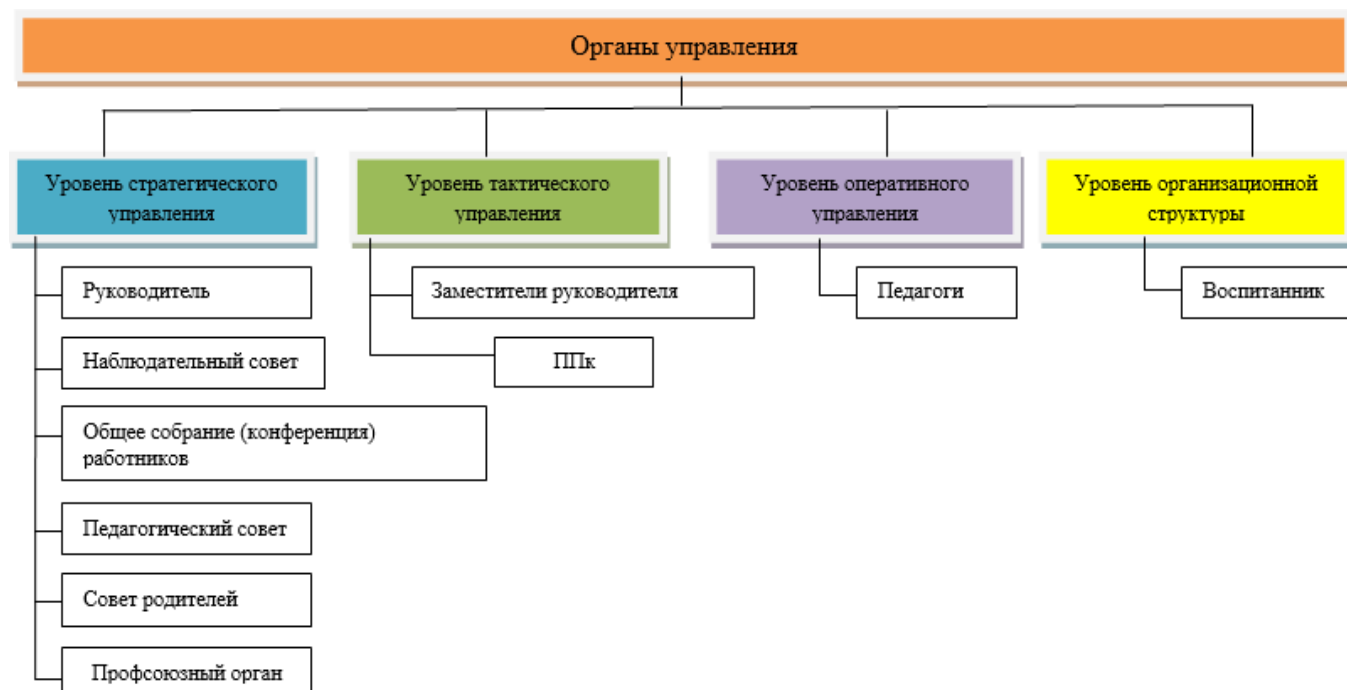 Органы управления
Уровень стратегического
управления
Руководитель
Наблюдательный совет
Общее собрание (конференция)
работников
Педагогический совет
Совет родителей
Профсоюзный орган
Уровень тактического
управления
Заместители руководителя
ППк
Уровень оперативного
управления
Педагоги
Уровень организационной
структуры
Воспитанник